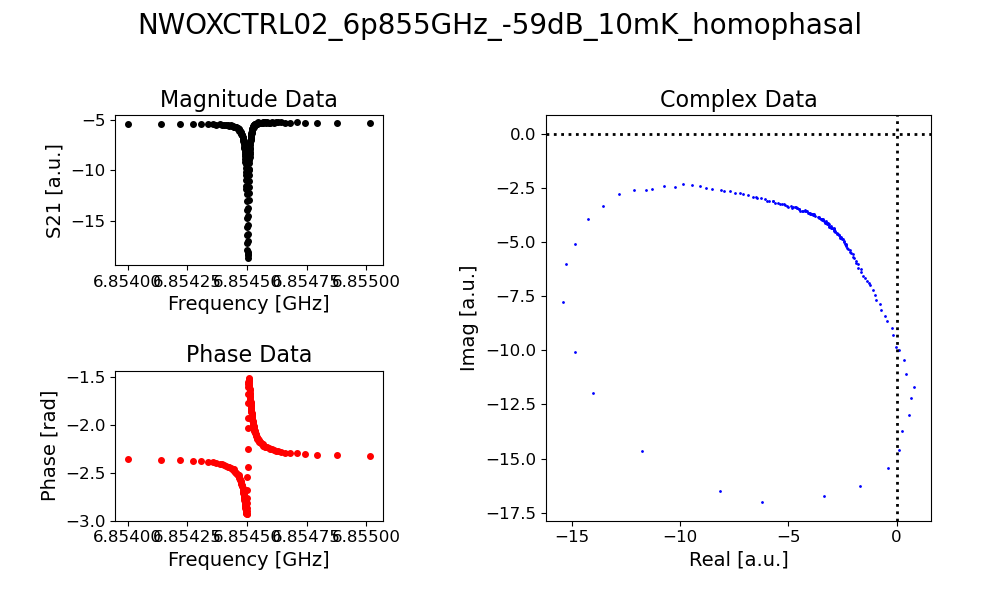 NWOXCTRL02_6p855GHz_-59dB_10mK_homophasal
Magnitude Data
S21 [a.u.]
−5
−10
−15
6.85400 6.85425 6.85450 6.85475 6.85500
Frequency [GHz]
Phase Data
Phase [rad]
−1.5
−2.0
−2.5
−3.0
6.85400 6.85425 6.85450 6.85475 6.85500
Frequency [GHz]
Complex Data
Imag [a.u.]
0.0
−2.5
−5.0
−7.5
−10.0
−12.5
−15.0
−17.5
−15 −10 −5 0
Real [a.u.]